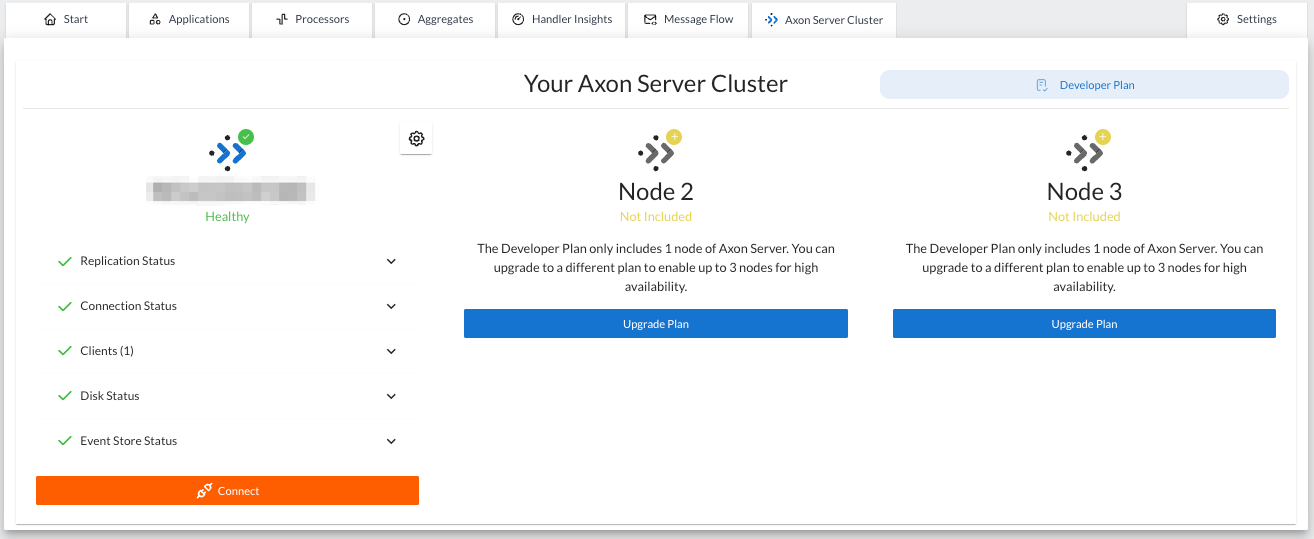 Start
Applications
Processors
Aggregates
Handler Insights
Message Flow
Axon Server Cluster
Settings
Your Axon Server Cluster
Developer Plan
Healthy
Replication Status
Connection Status
Clients (1)
Disk Status
Event Store Status
Connect
Node 2
Not Included
The Developer Plan only includes 1 node of Axon Server. You can
upgrade to a different plan to enable up to 3 nodes for high
availability.
Upgrade Plan
Node 3
Not Included
The Developer Plan only includes 1 node of Axon Server. You can
upgrade to a different plan to enable up to 3 nodes for high
availability.
Upgrade Plan